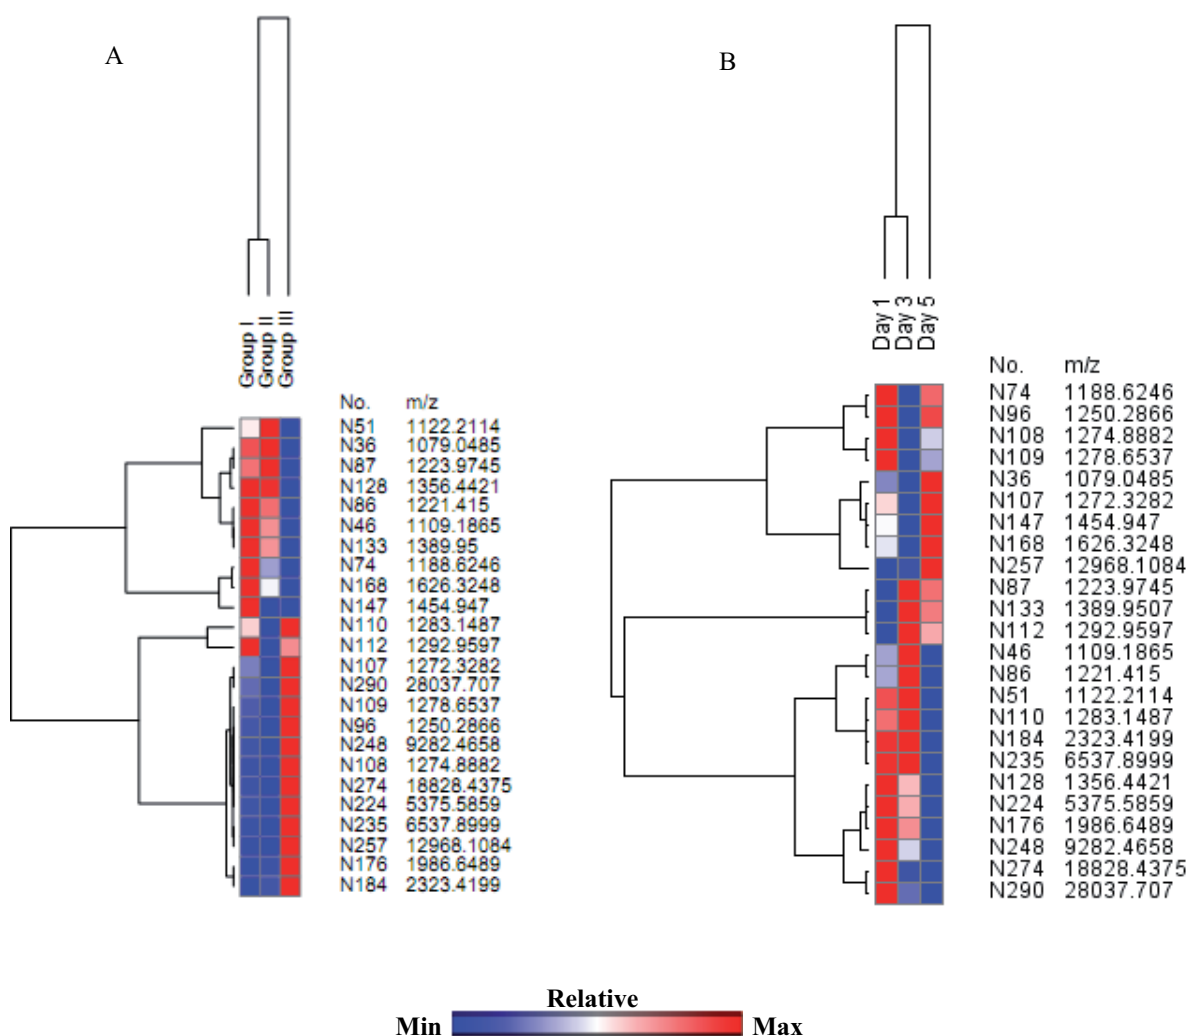 A
B
Group I
Group II
Group III
No. m/z
N51 1122.2114
N36 1079.0485
N87 1223.9745
N128 1356.4421
N86 1221.415
N46 1109.1865
N133 1389.95
N74 1188.6246
N168 1626.3248
N147 1454.947
N110 1283.1487
N112 1292.9597
N107 1272.3282
N290 28037.707
N109 1278.6537
N96 1250.2866
N248 9282.4658
N108 1274.8882
N274 18828.4375
N224 5375.5859
N235 6537.8999
N257 12968.1084
N176 1986.6489
N184 2323.4199
Day 1
Day 3
Day 5
No. m/z
N74 1188.6246
N96 1250.2866
N108 1274.8882
N109 1278.6537
N36 1079.0485
N107 1272.3282
N147 1454.947
N168 1626.3248
N257 12968.1084
N87 1223.9745
N133 1389.9507
N112 1292.9597
N46 1109.1865
N86 1221.415
N51 1122.2114
N110 1283.1487
N184 2323.4199
N235 6537.8999
N128 1356.4421
N224 5375.5859
N176 1986.6489
N248 9282.4658
N274 18828.4375
N290 28037.707
Relative
Min Max